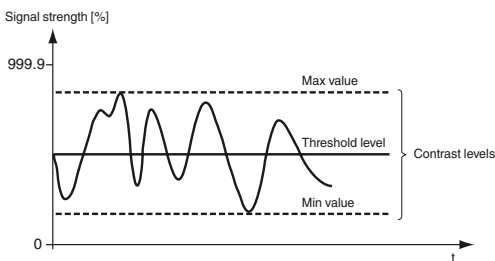 Signal strength [%]
999.9
Max value
Threshold level
Contrast levels
Min value
0
t